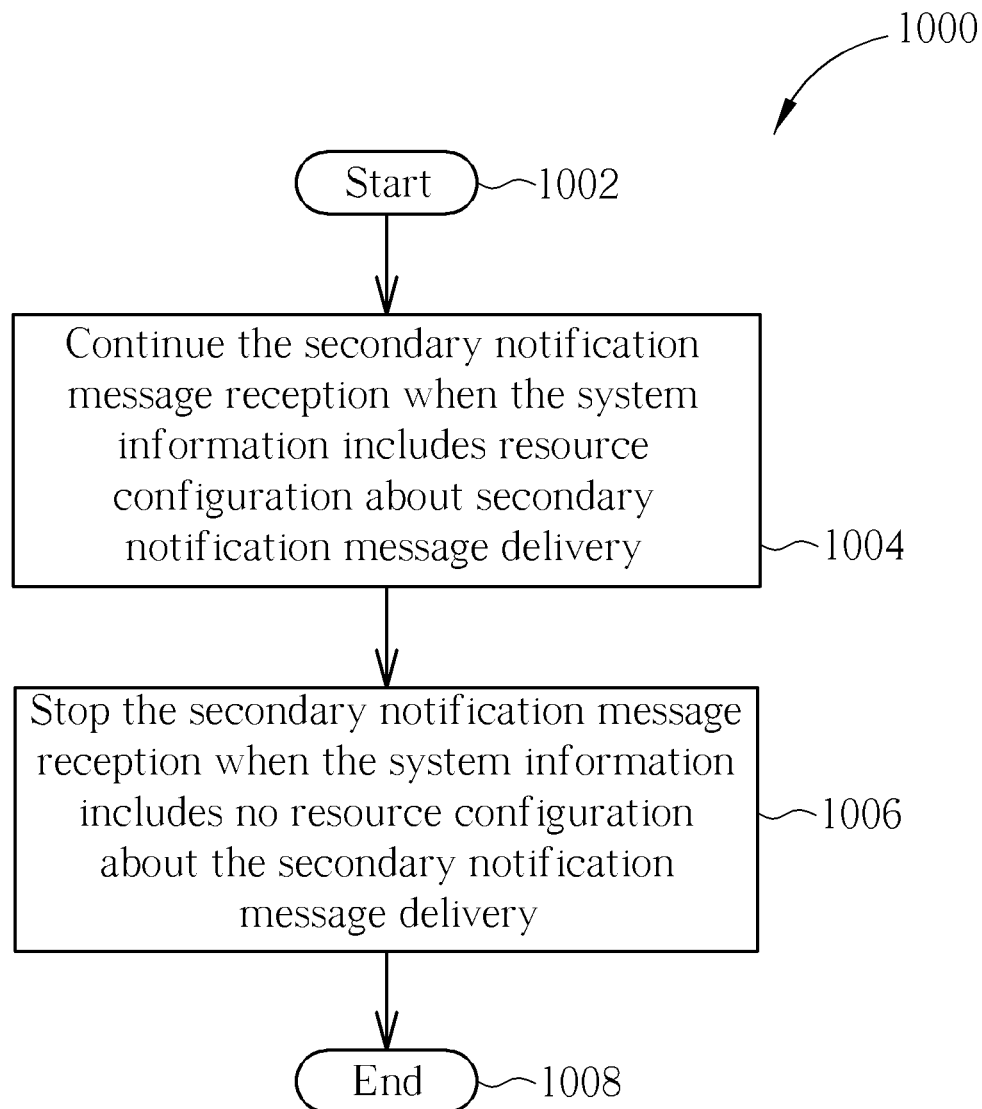 1000
Start
1002
Continue the secondary notification
message reception when the system
information includes resource
configuration about secondary
notification message delivery
1004
Stop the secondary notification message
reception when the system information
includes no resource configuration
about the secondary notification
message delivery
1006
End
1008